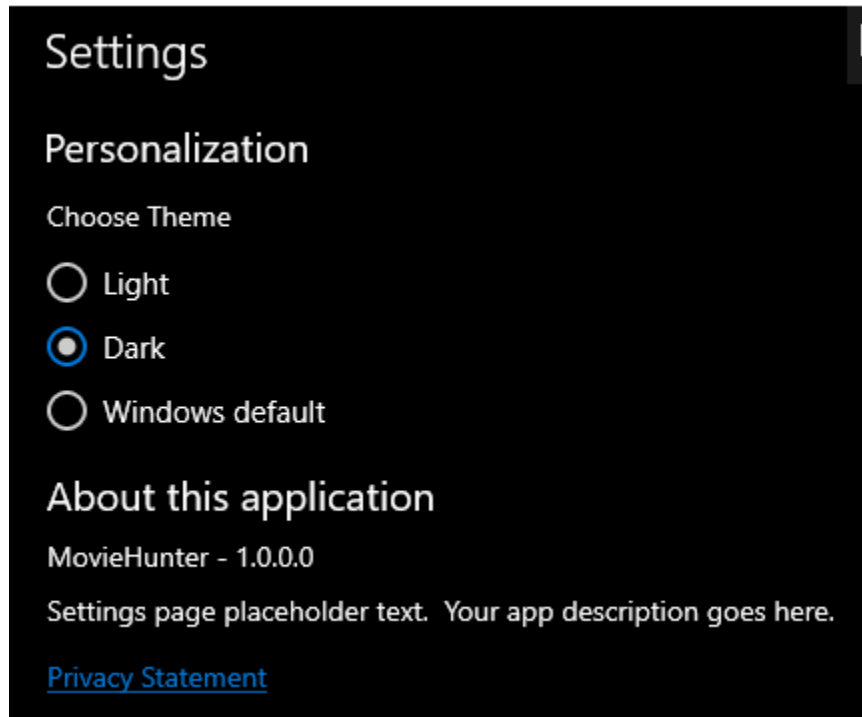 Settings
Personalization
Choose Theme
Light
Dark
Windows default
About this application
MovieHunter - 1.0.0.0
Settings page placeholder text.  Your app description goes here.
Privacy Statement